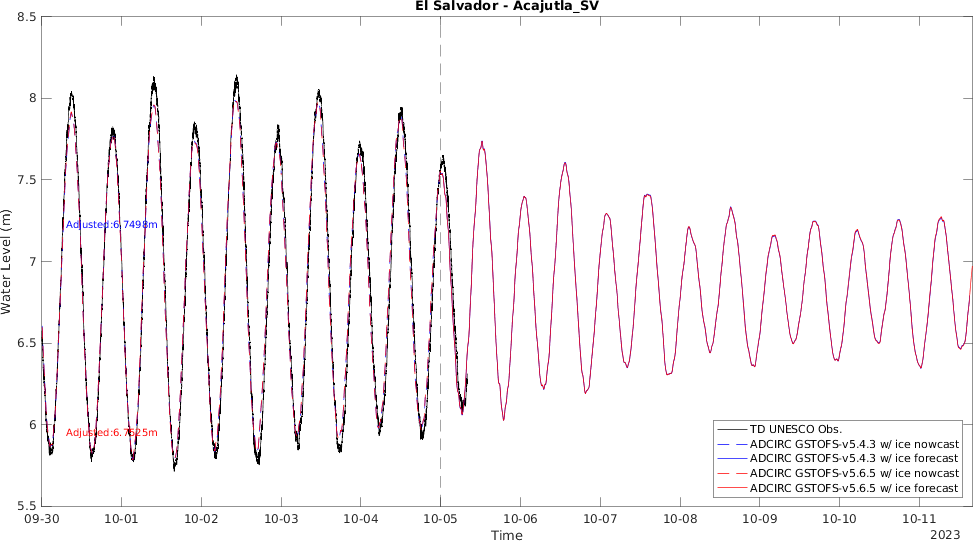 El Salvador - Acajutla_SV
8.5
8
7.5
7
6.5
6
5.5
Water Level (m)
Adjusted:6.7498m
Adjusted:6.7525m
TD UNESCO Obs.
ADCIRC GSTOFS-v5.4.3 w/ ice nowcast
ADCIRC GSTOFS-v5.4.3 w/ ice forecast
ADCIRC GSTOFS-v5.6.5 w/ ice nowcast
ADCIRC GSTOFS-v5.6.5 w/ ice forecast
09-30 10-01 10-02 10-03 10-04 10-05 10-06 10-07 10-08 10-09 10-10 10-11
Time
2023